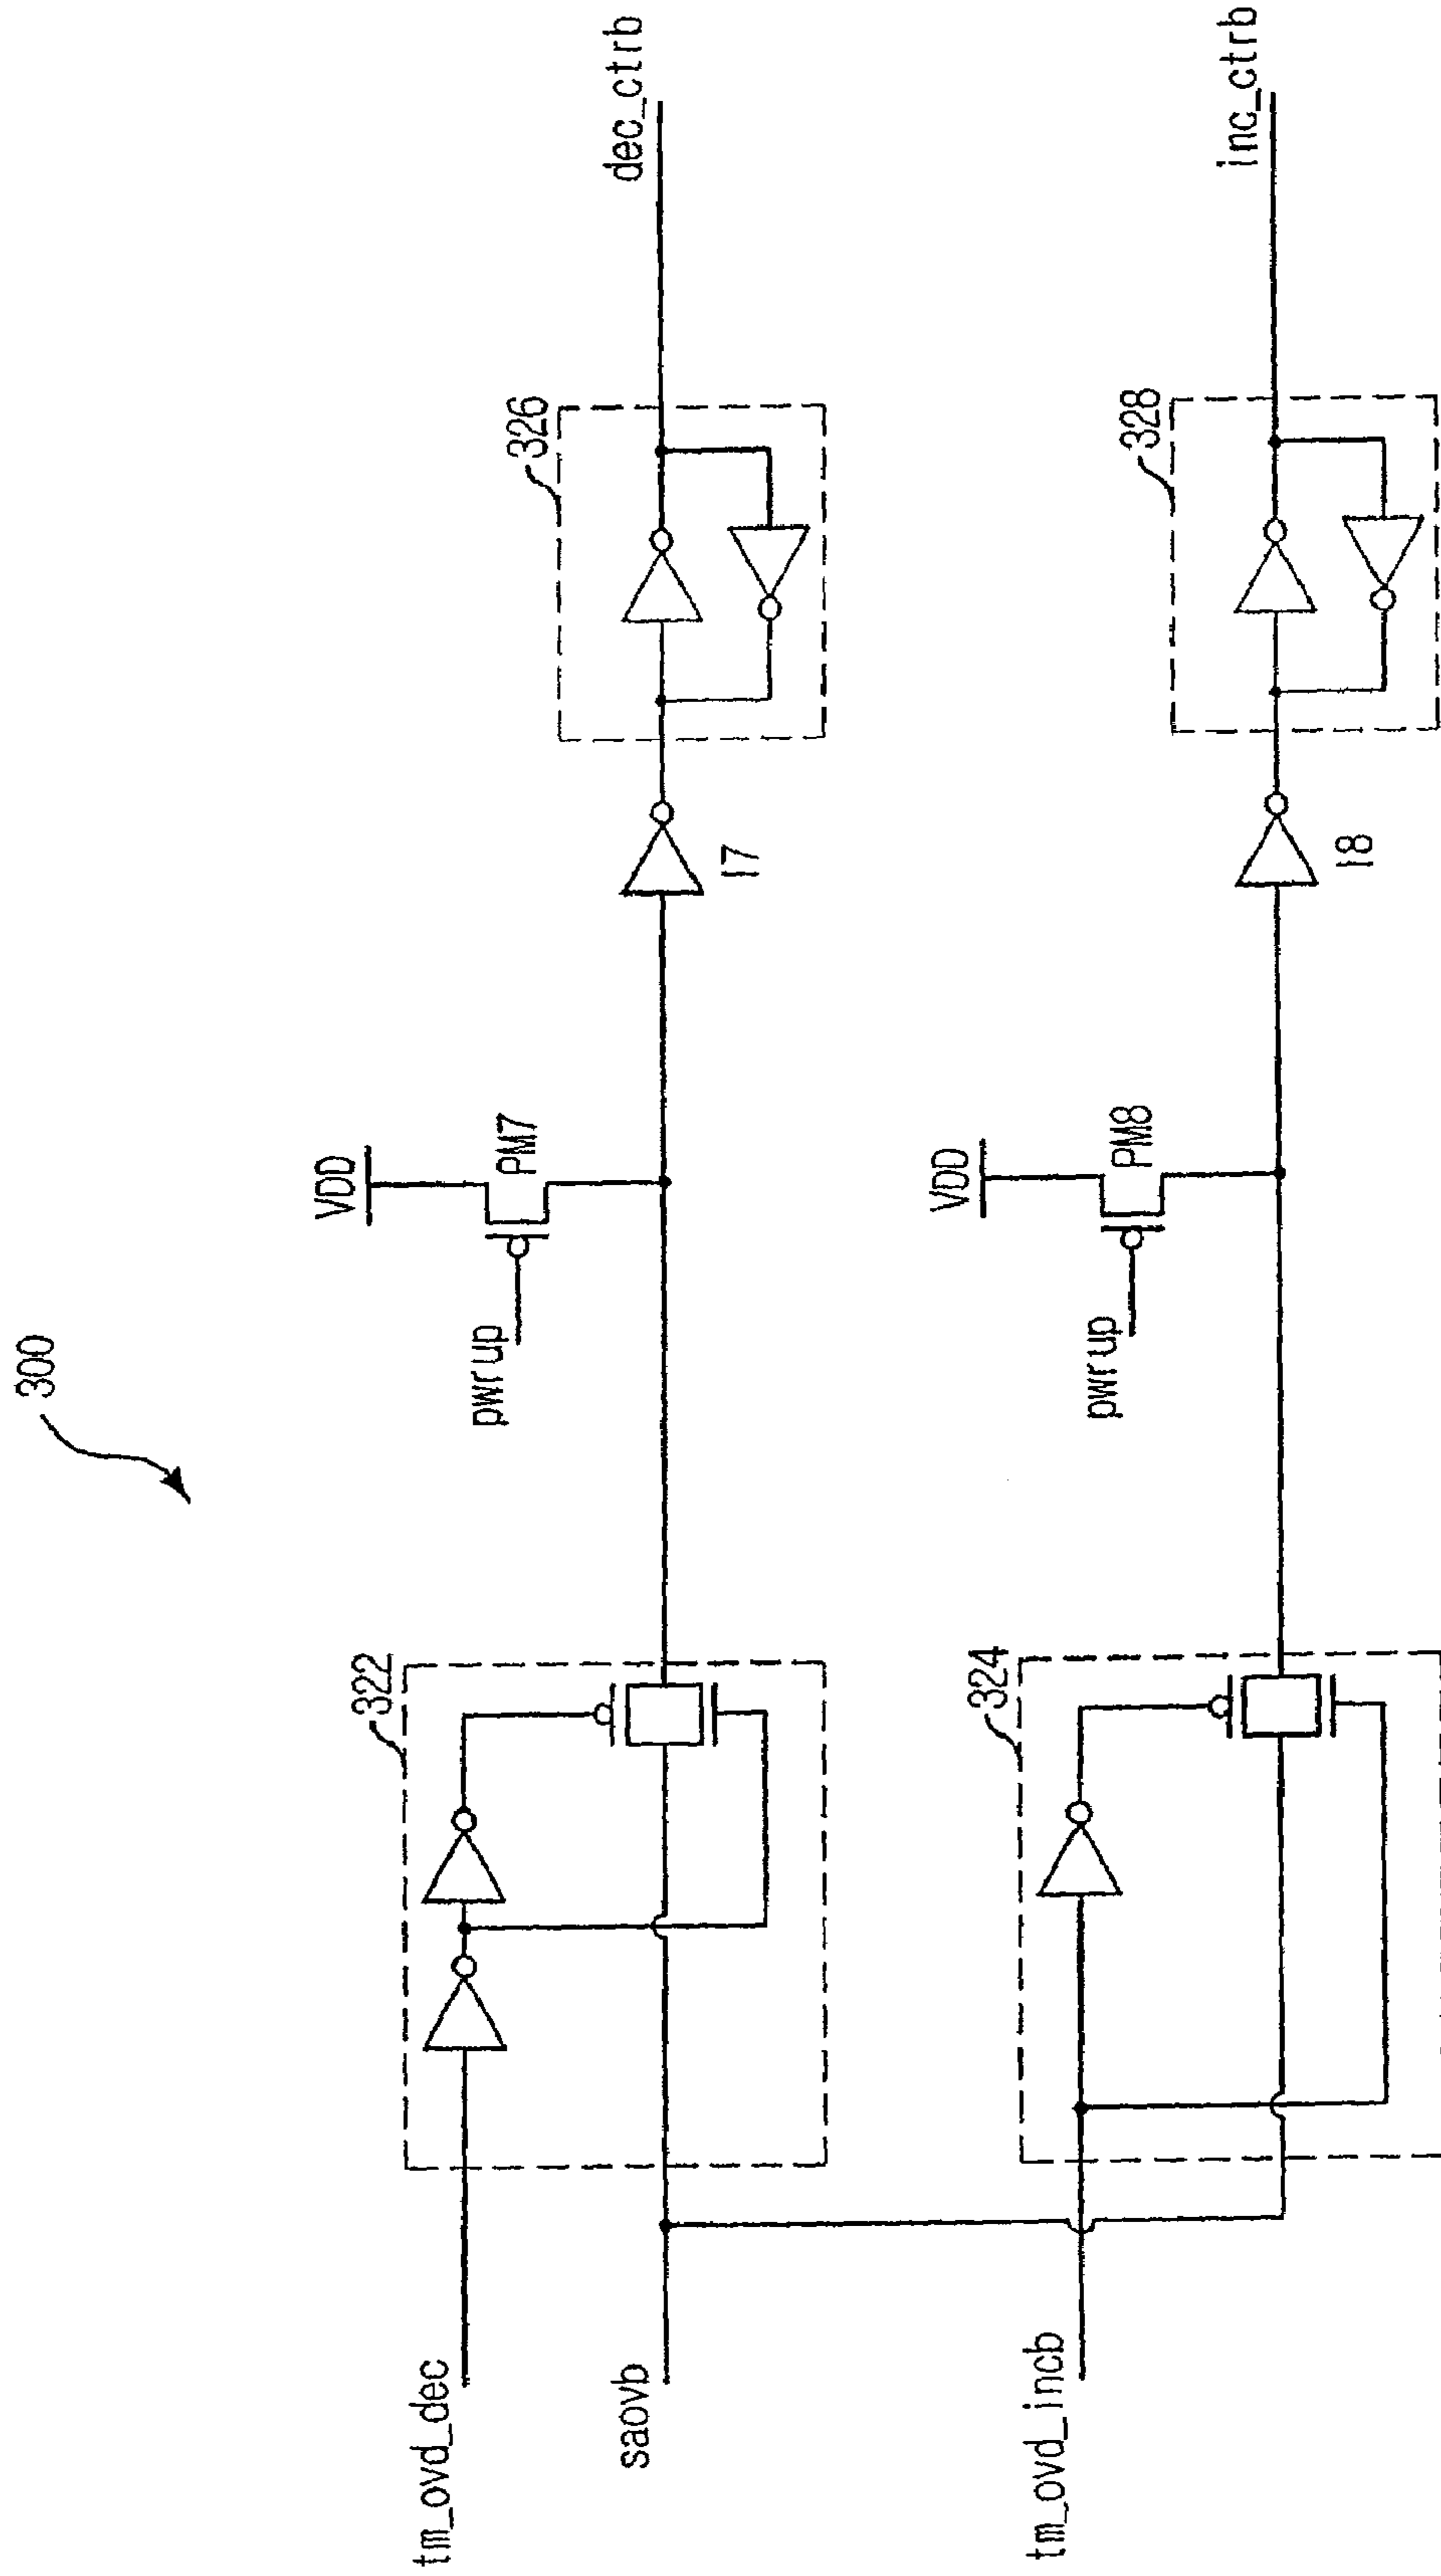 300
322
tm_ovd_dec
saovb
VDD
PM7
pwrup
I7
326
dec_ctrb
324
tm_ovd_incb
VDD
PM8
pwrup
I8
328
inc_ctrb